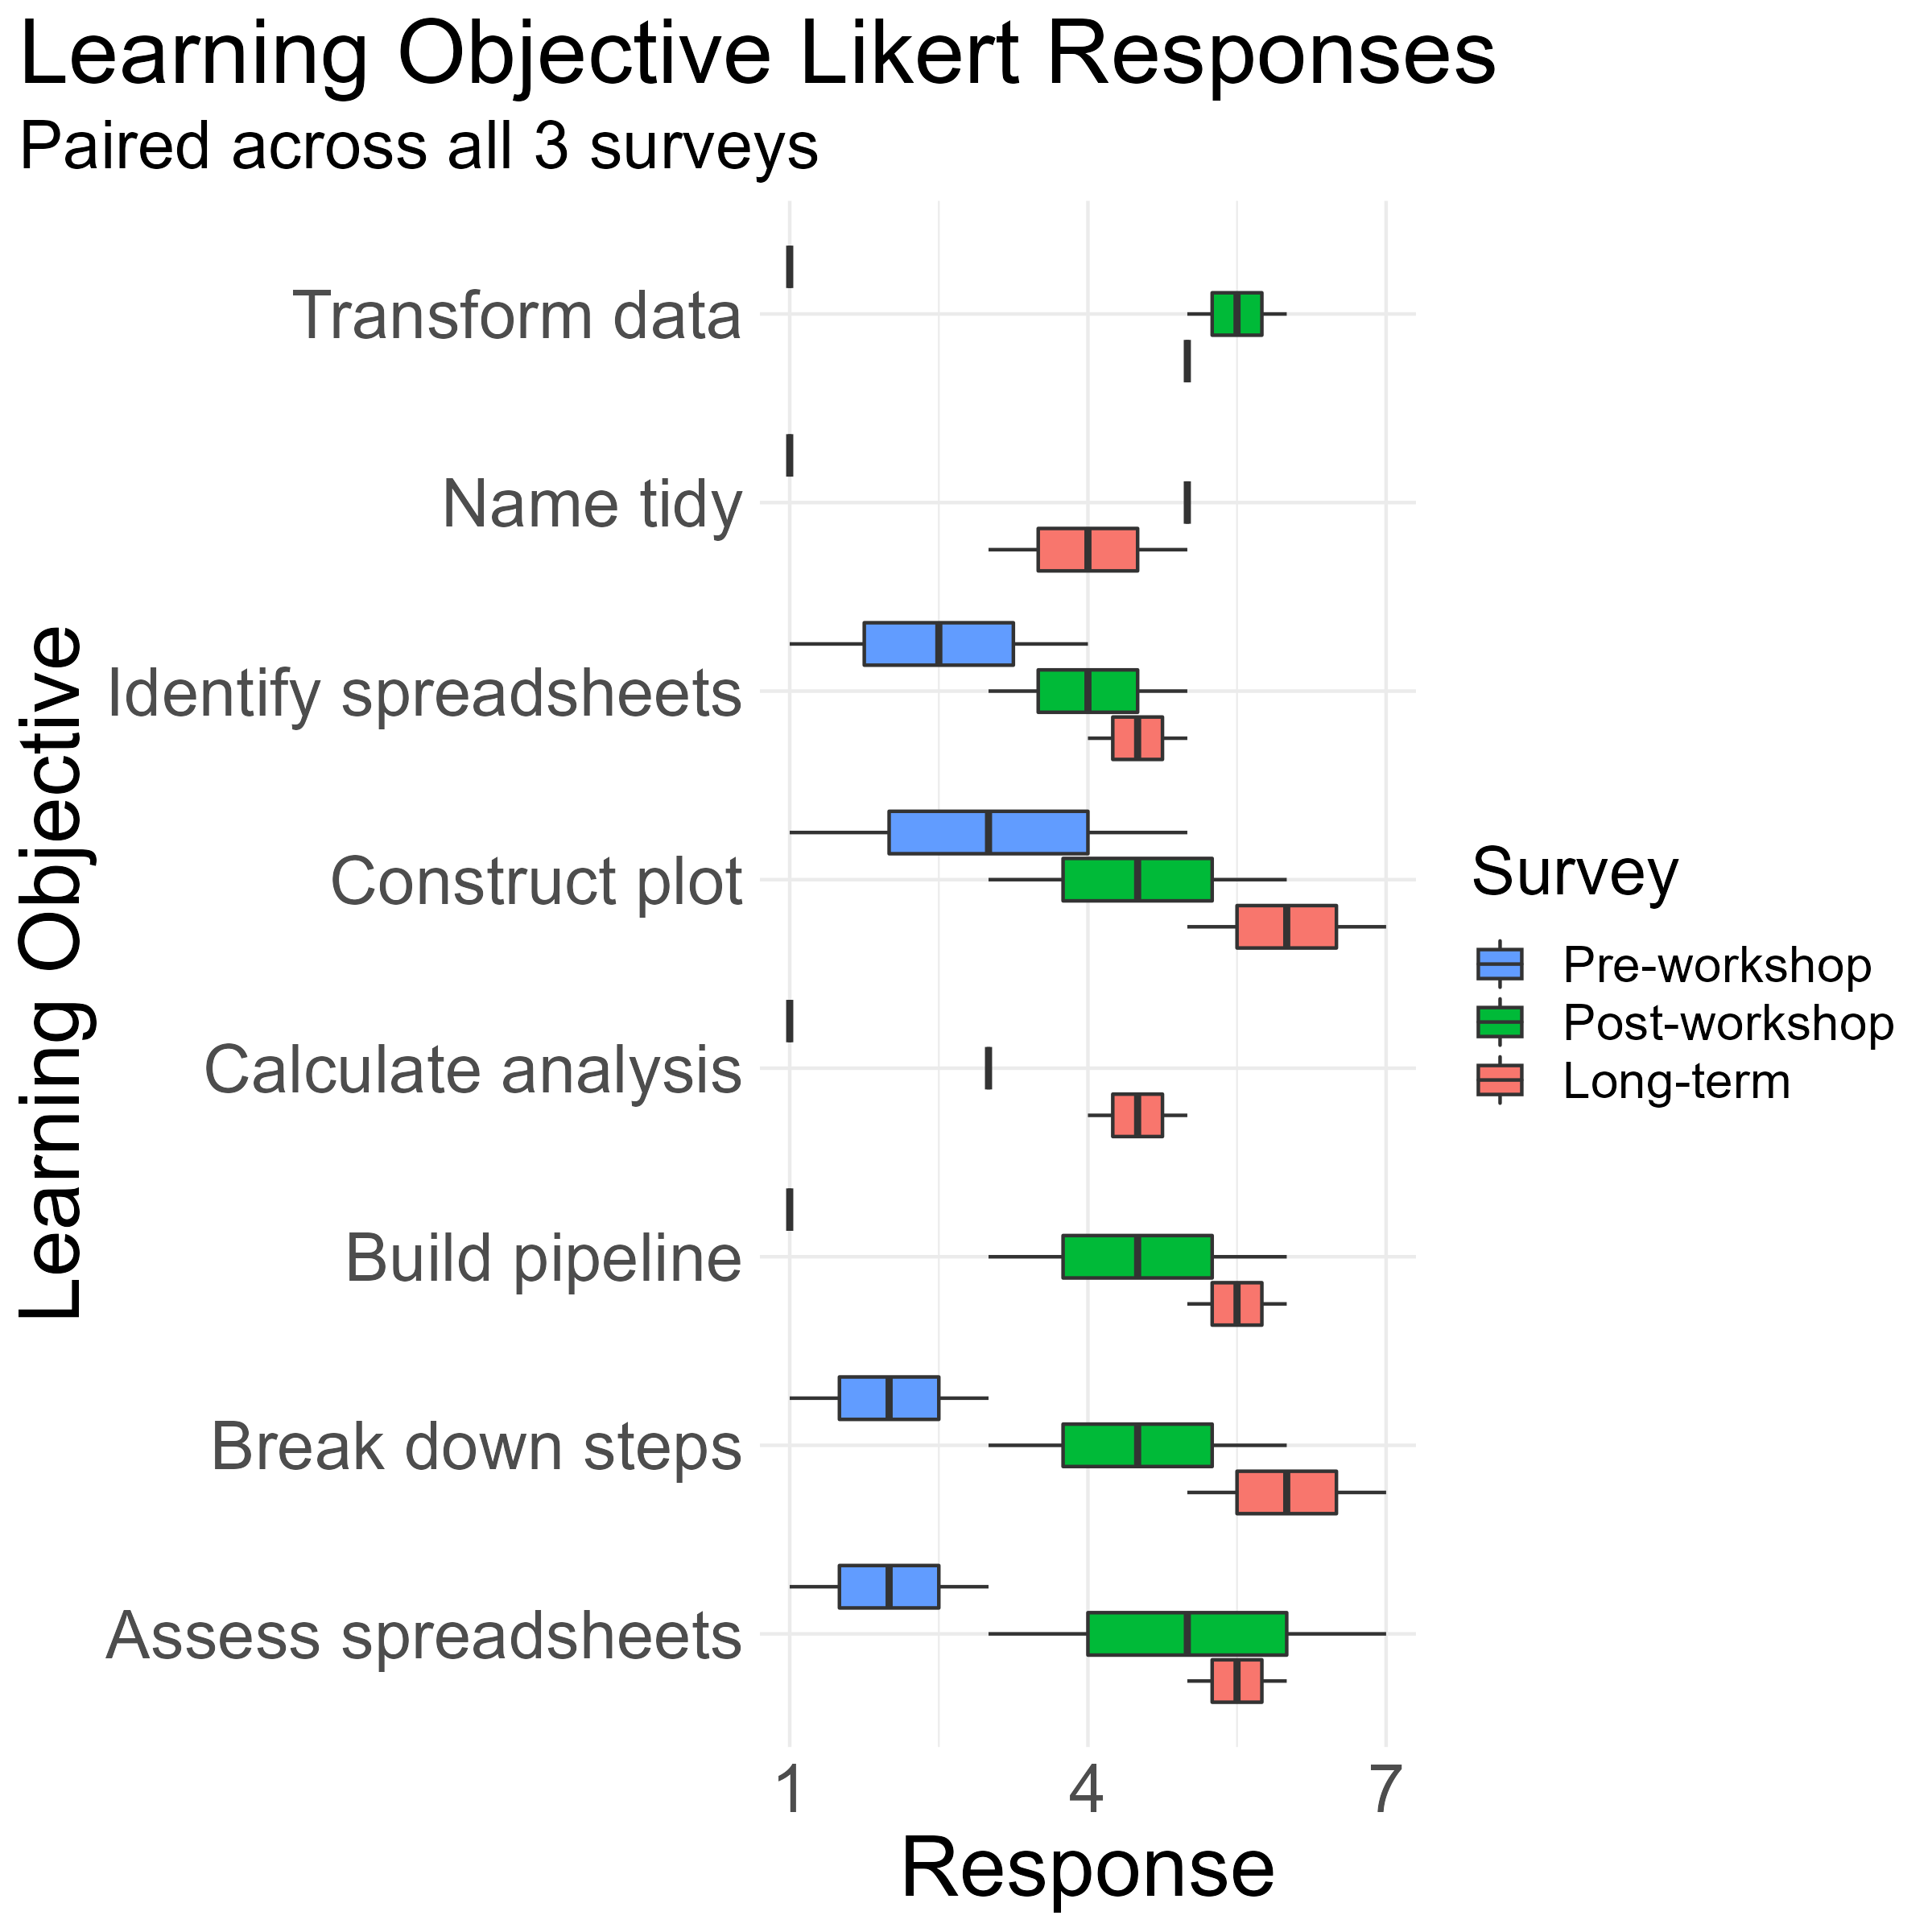 Learning Objective Likert Responses
Paired across all 3 surveys
Learning Objective
Transform data
Name tidy
Identify spreadsheets
Construct plot
Calculate analysis
Build pipeline
Break down steps
Assess spreadsheets
1 4 7
Response
Survey
Pre-workshop
Post-workshop
Long-term